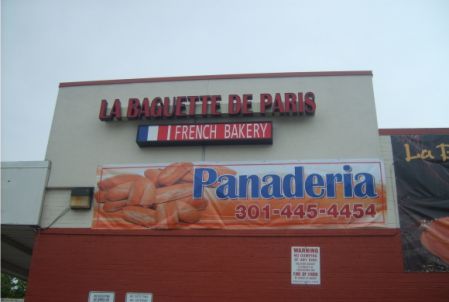 LA BAGUETTE DE PARIS
FRENCH BAKERY
Panaderia
301-445-4454
La B
WARNING